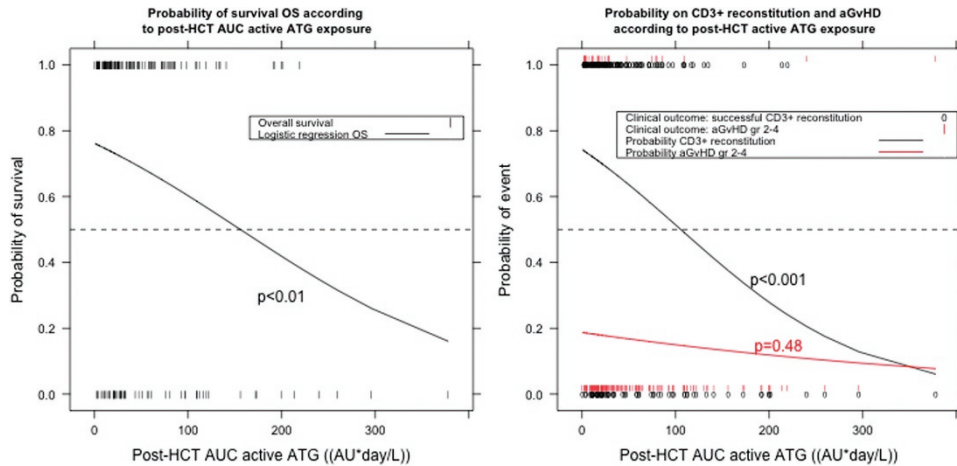 Probability of survival OS according
to post-HCT AUC active ATG exposure
1.0
0.8
0.6
0.4
0.2
0.0
Probability of survival
Overall survival
Logistic regression OS
p<0.01
0
100
200
300
Post-HCT AUC active ATG ((AU*day/L))
Probability on CD3+ reconstitution and aGvHD
according to post-HCT active ATG exposure
1.0
0.8
0.6
0.4
0.2
0.0
Probability of event
Clinical outcome: successful CD3+ reconstitution 0
Clinical outcome: aGvHD gr 2-4
Probability CD3+ reconstitution
Probability aGvHD gr 2-4
p<0.001
p=0.48
0
100
200
300
Post-HCT AUC active ATG ((AU*day/L))